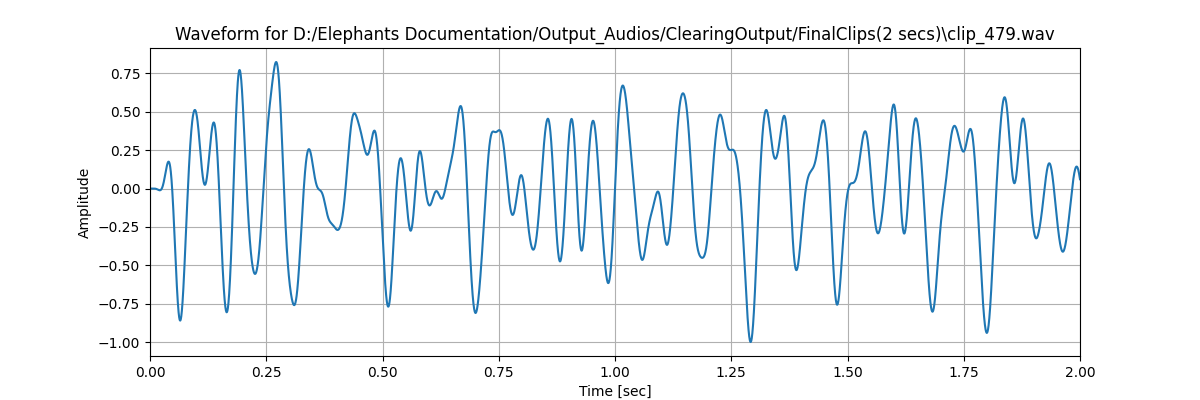 Waveform for D:/Elephants Documentation/Output_Audios/ClearingOutput/FinalClips(2 secs)\clip_479.wav
Amplitude
0.75
0.50
0.25
0.00
−0.25
−0.50
−0.75
−1.00
0.00 0.25 0.50 0.75 1.00 1.25 1.50 1.75 2.00
Time [sec]